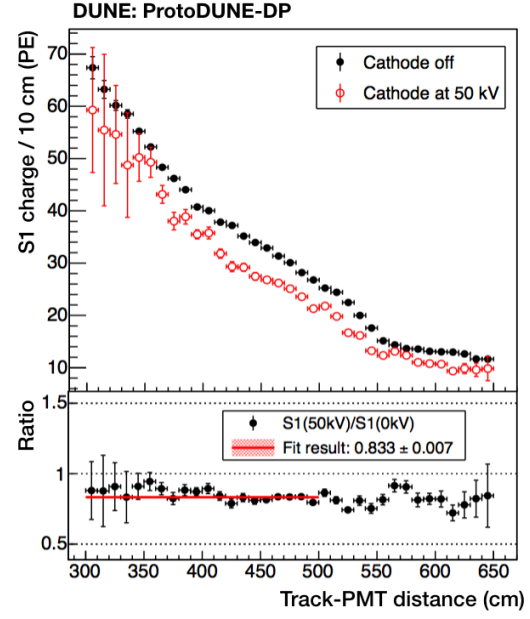 DUNE: ProtoDUNE-DP
S1 charge / 10 cm (PE)
70
60
50
40
30
20
10
Cathode off
Cathode at 50 kV
Ratio
1.5
1
0.5
S1(50kV)/S1(0kV)
Fit result: 0.833 ± 0.007
300 350 400 450 500 550 600 650
Track-PMT distance (cm)